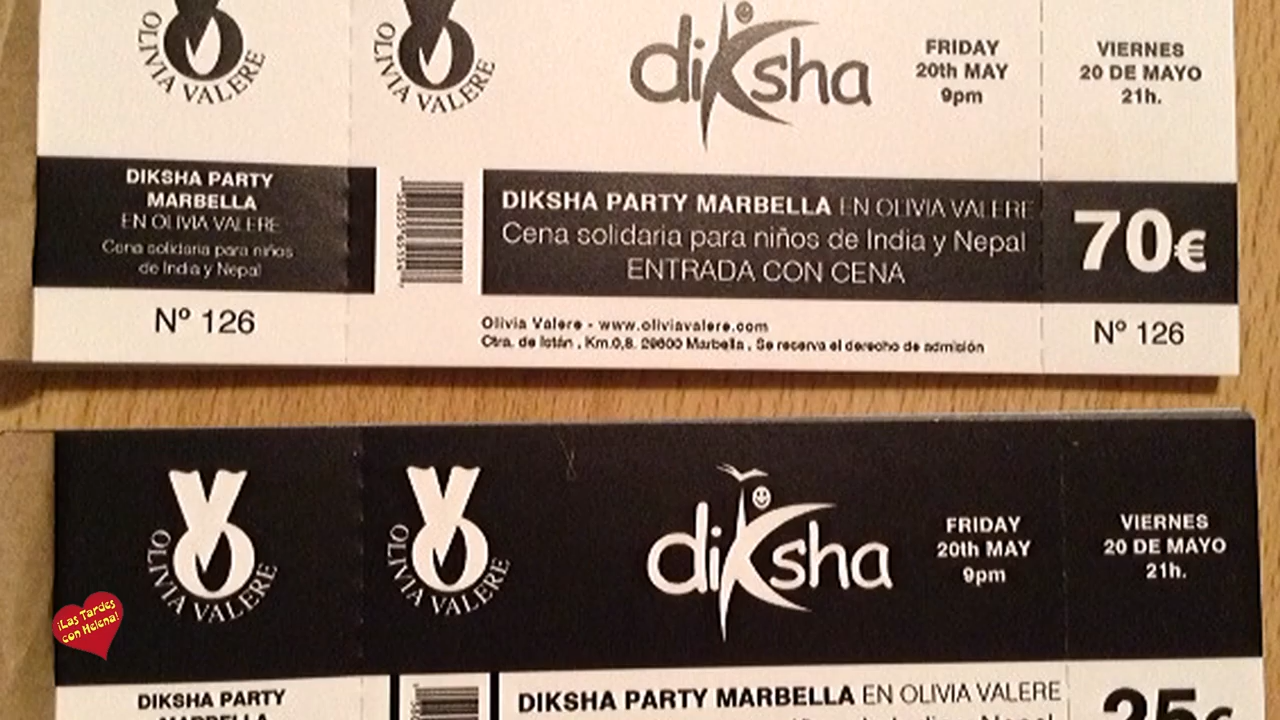 OLIVIA VALERE
OLIVIA VALERE
diksha
FRIDAY
20th MAY
9pm
VIERNES
20 DE MAYO
21h.
DIKSHA PARTY
MARBELLA
EN OLIVIA VALERE
Cena solidaria para niños
de India y Nepal
Nº 126
DIKSHA PARTY MARBELLA EN OLIVIA VALERE
Cena solidaria para niños de India y Nepal
ENTRADA CON CENA
70€
Olivia Valere - www.oliviavalere.com
Ctra. de Istán , Km.0,8. 29600 Marbella . Se reserva el derecho de admisión
Nº 126
OLIVIA VALERE
OLIVIA VALERE
diksha
FRIDAY
20th MAY
9pm
VIERNES
20 DE MAYO
21h.
¡Las Tardes
con Helena!
DIKSHA PARTY
MARBELLA
DIKSHA PARTY MARBELLA EN OLIVIA VALERE
25€